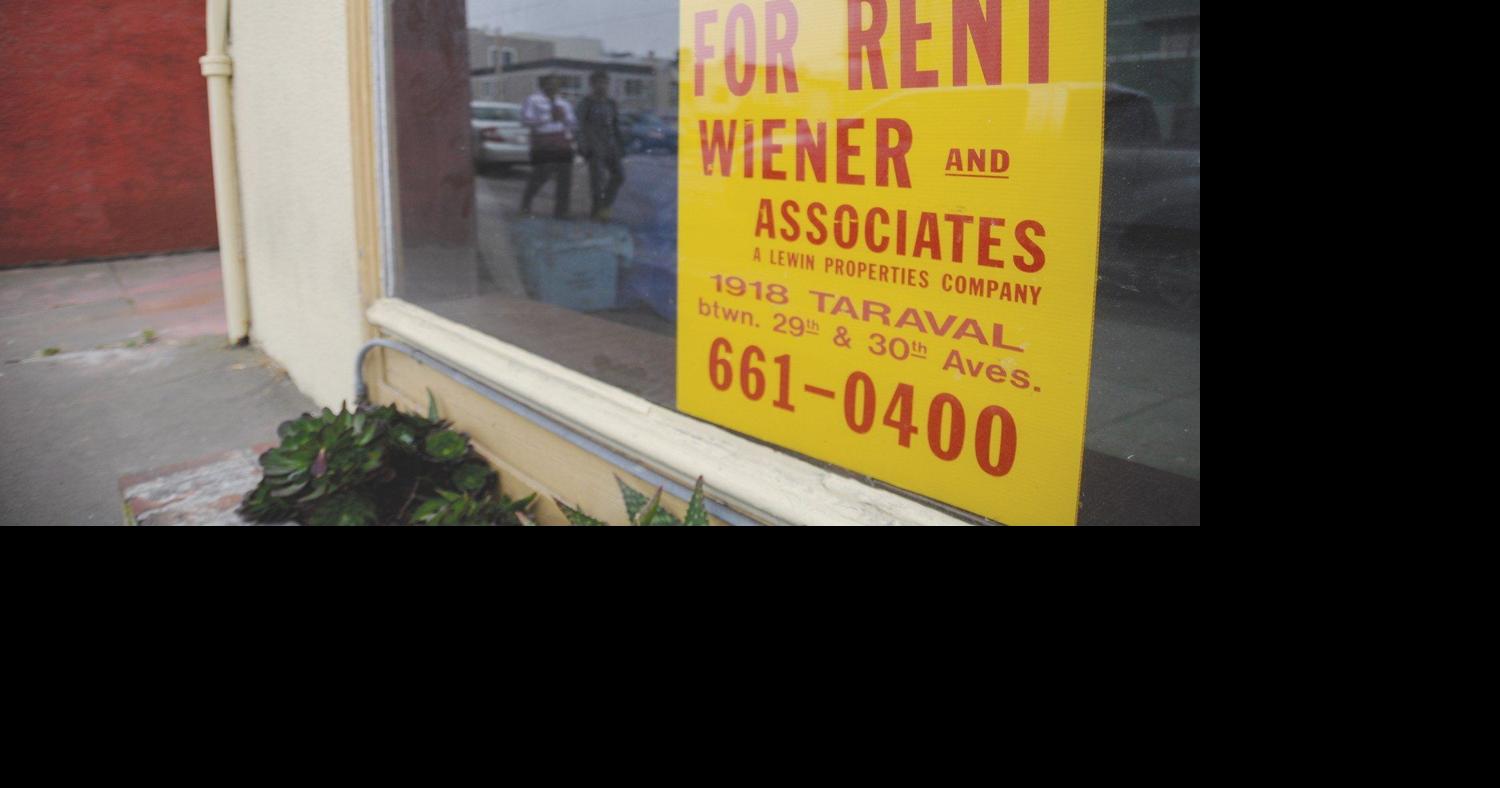 FOR RENT
WIENER AND
ASSOCIATES
A LEWIN PROPERTIES COMPANY
1918 TARAVAL
btwn. 29th & 30th Aves.
661-0400